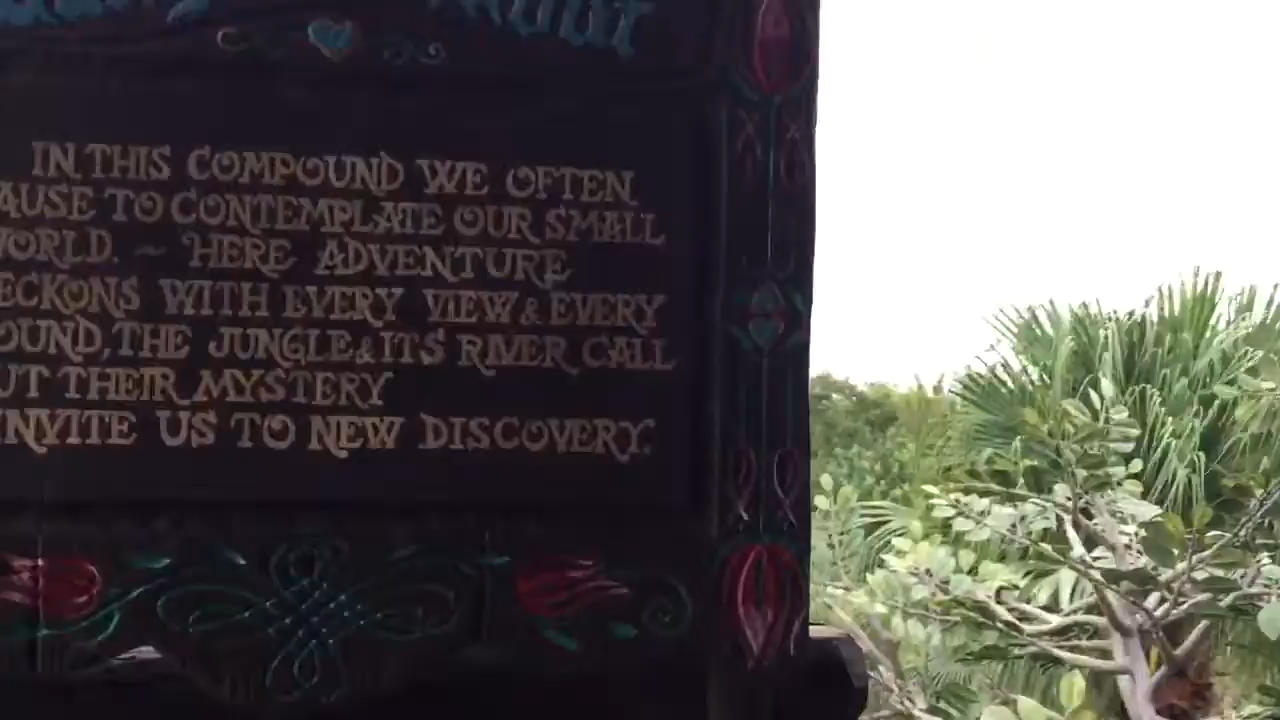 IN THIS COMPOUND WE OFTEN
AUSE TO CONTEMPLATE OUR SMALL
WORLD. ~ HERE ADVENTURE
ECKONS WITH EVERY VIEW & EVERY
OUND, THE JUNGLE & ITS RIVER CALL
UT THEIR MYSTERY
INVITE US TO NEW DISCOVERY.